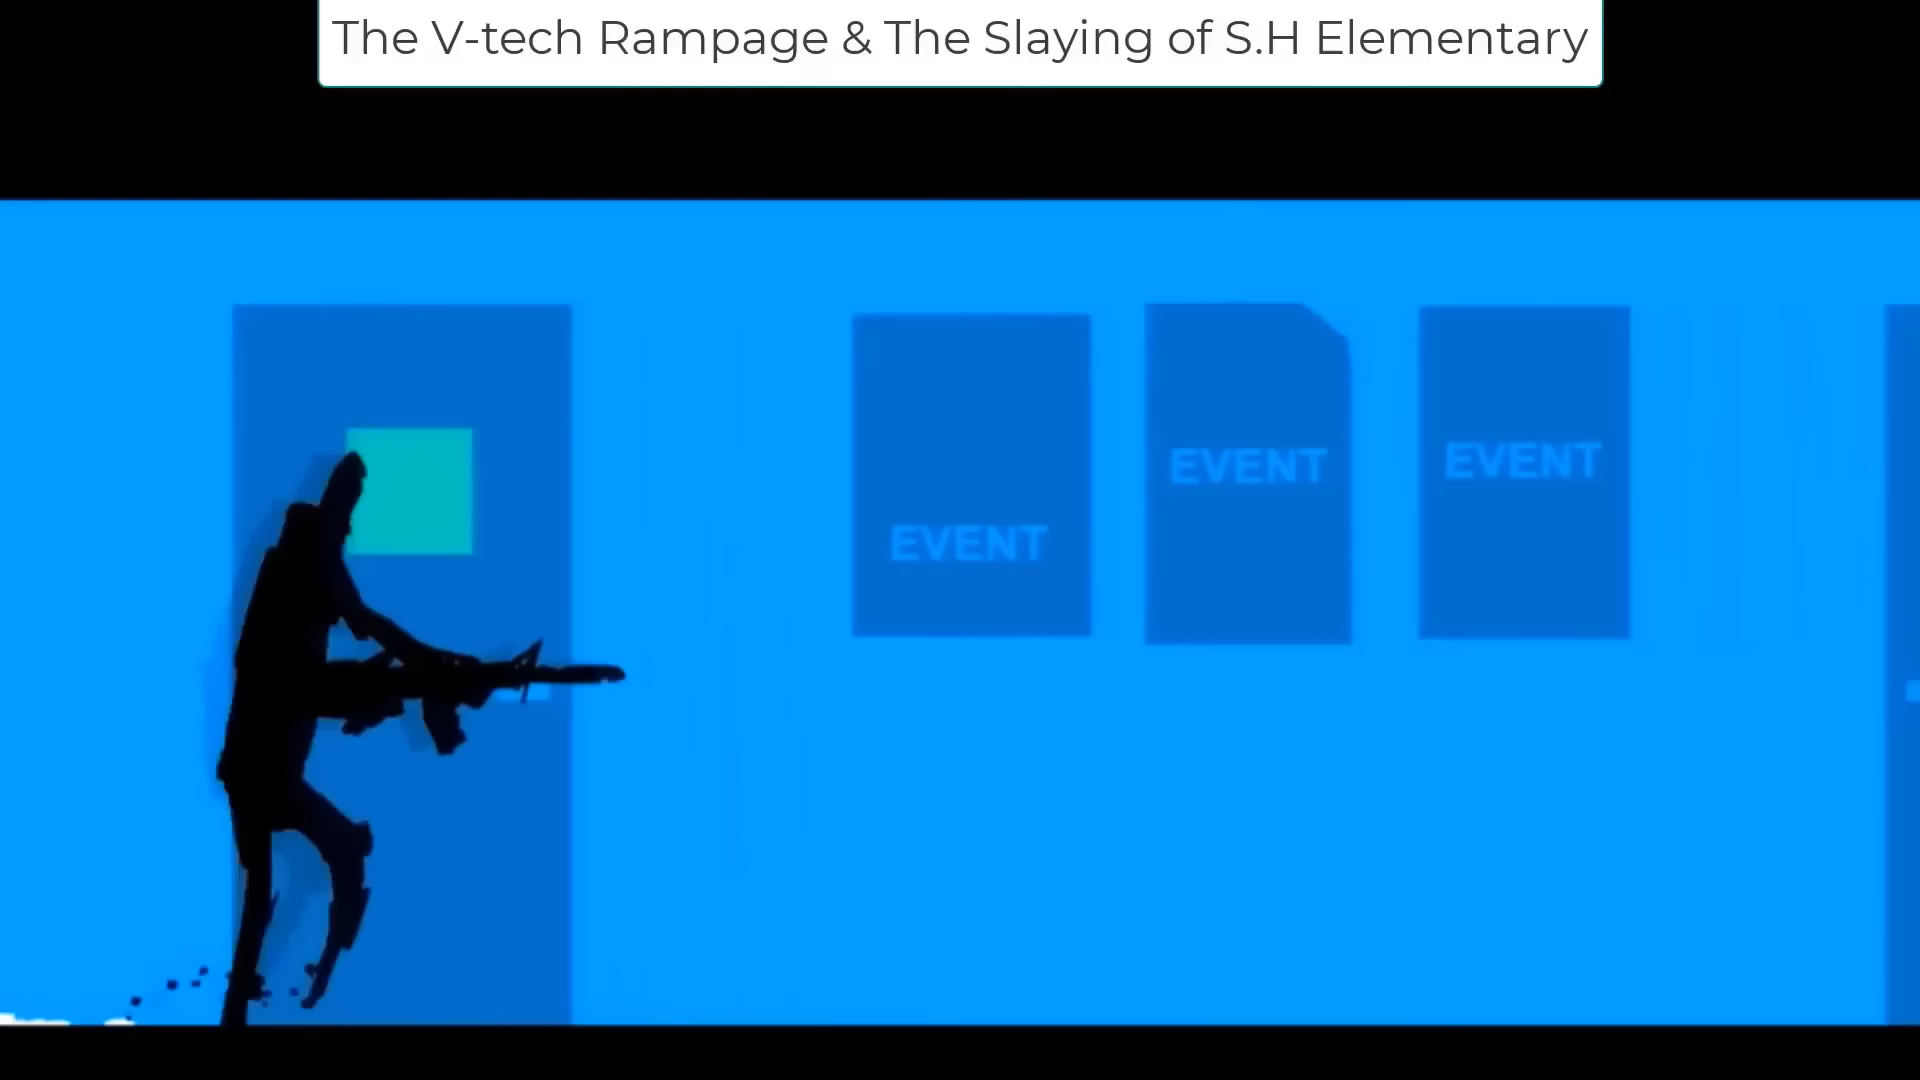 The V-tech Rampage & The Slaying of S.H Elementary
EVENT
EVENT
EVENT